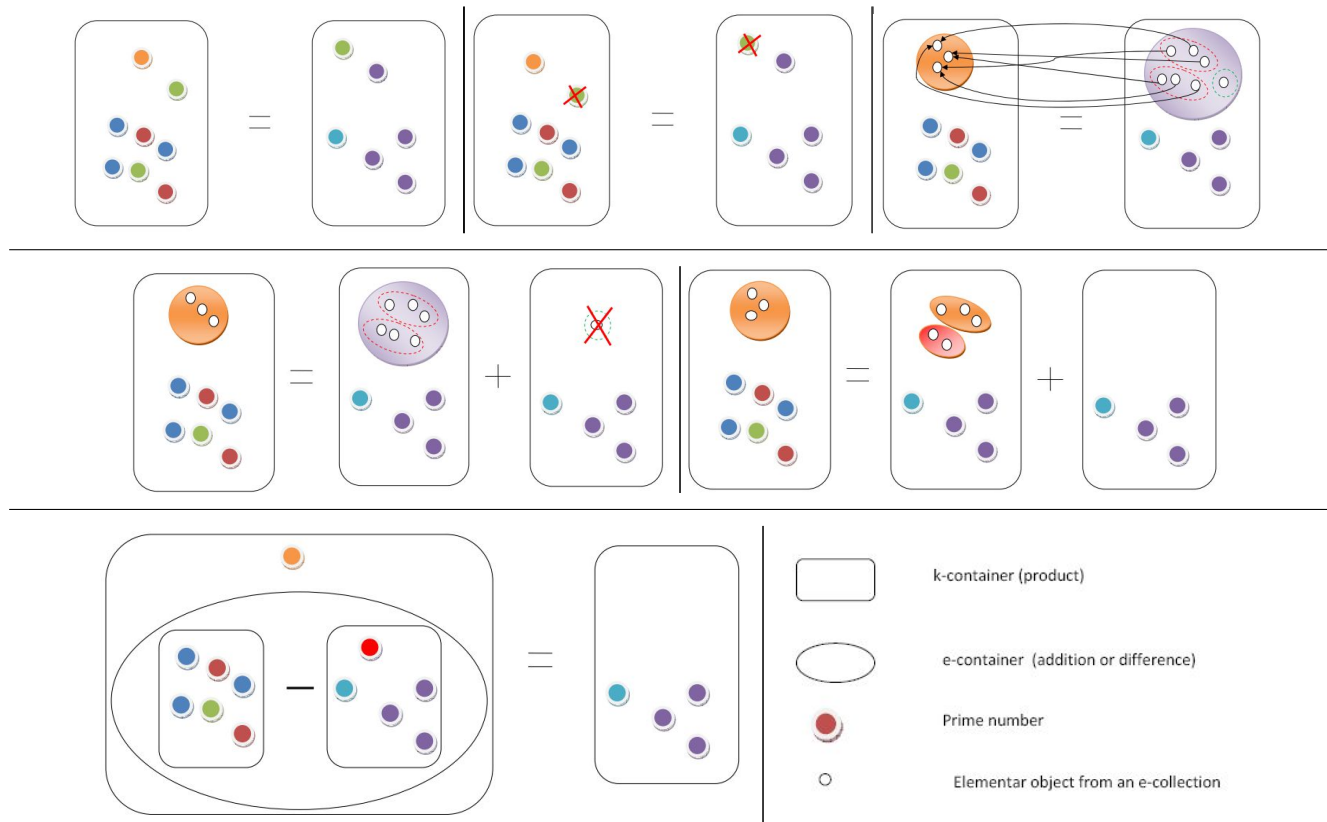 =
=
=
=
+
=
+
−
=
k-container (product)
e-container (addition or difference)
Prime number
Elementar object from an e-collection